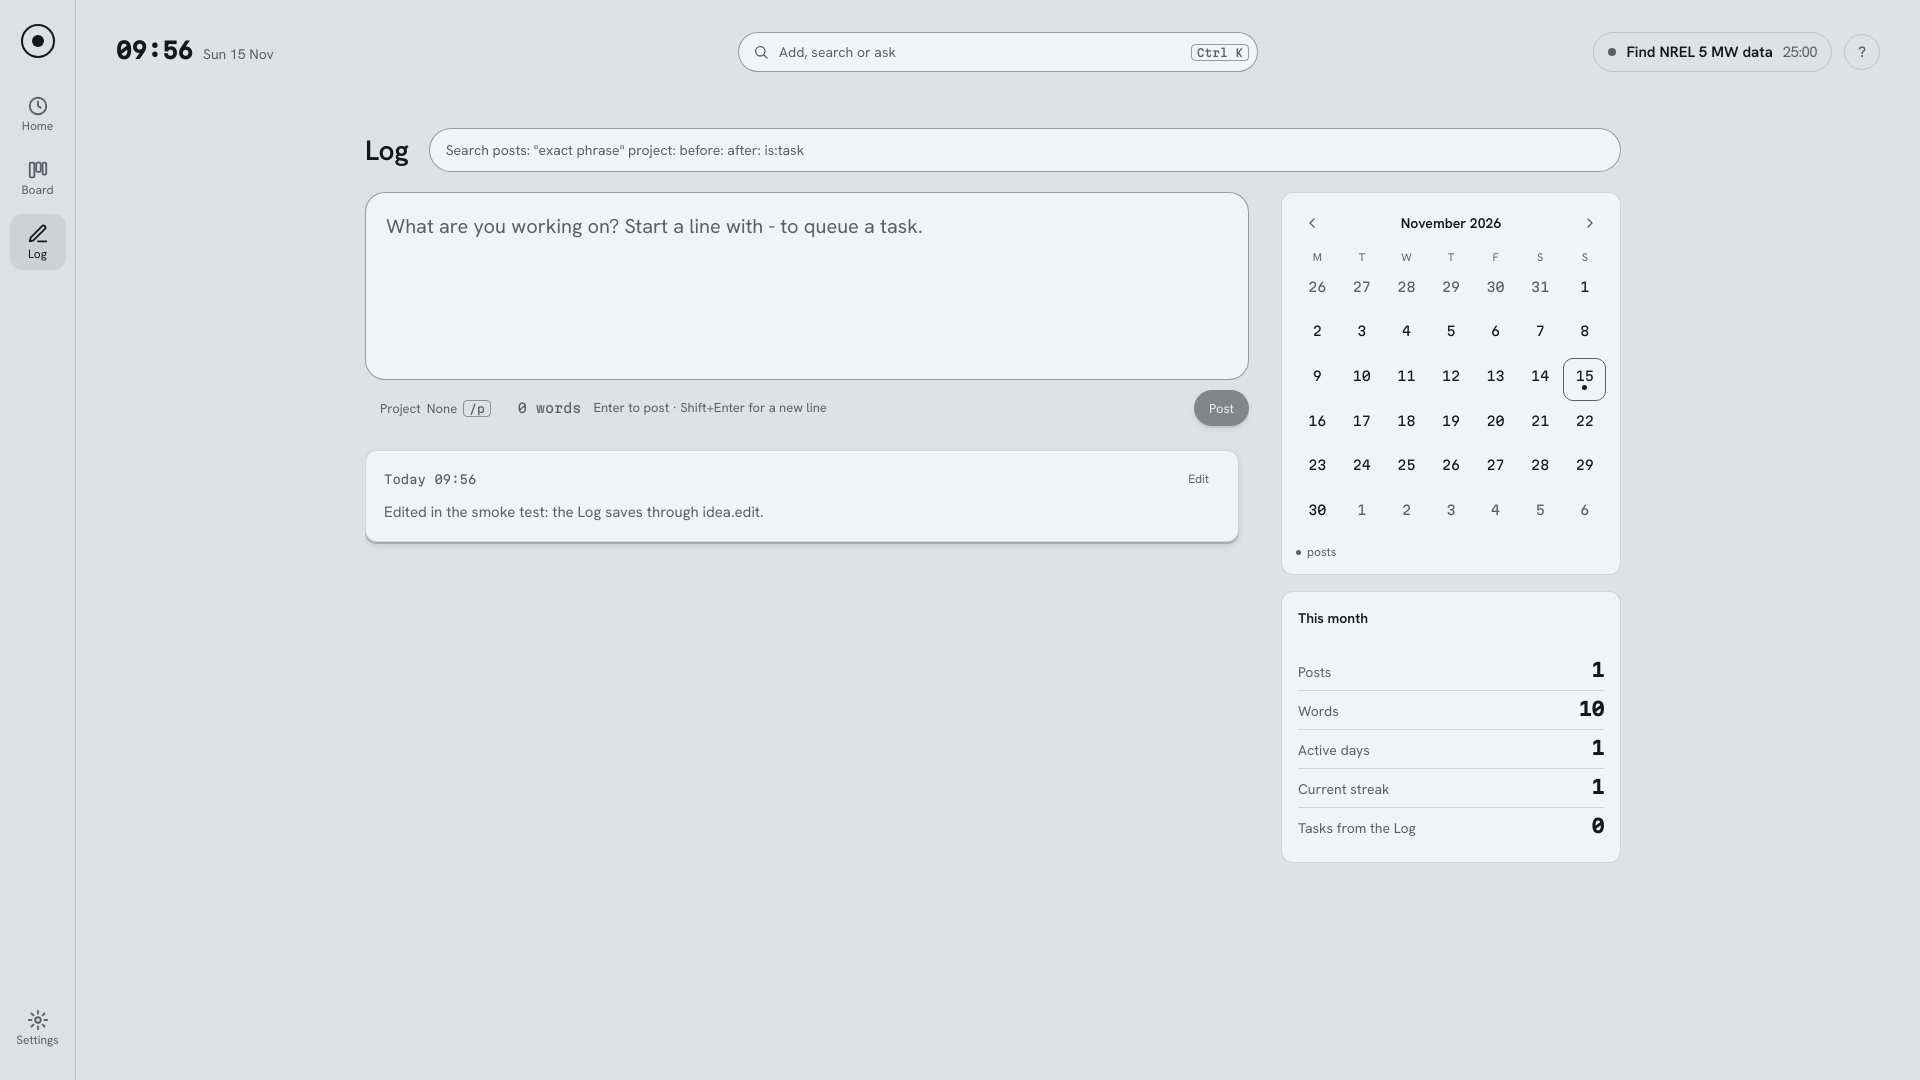 09:56 Sun 15 Nov
Add, search or ask Ctrl K
Find NREL 5 MW data 25:00 ?
Home
Board
Log
Settings
Log
Search posts: "exact phrase" project: before: after: is:task
What are you working on? Start a line with - to queue a task.
Project None /p 0 words Enter to post · Shift+Enter for a new line Post
Today 09:56 Edit
Edited in the smoke test: the Log saves through idea.edit.
November 2026
M T W T F S S
26 27 28 29 30 31 1
2 3 4 5 6 7 8
9 10 11 12 13 14 15
16 17 18 19 20 21 22
23 24 25 26 27 28 29
30 1 2 3 4 5 6
posts
This month
Posts 1
Words 10
Active days 1
Current streak 1
Tasks from the Log 0